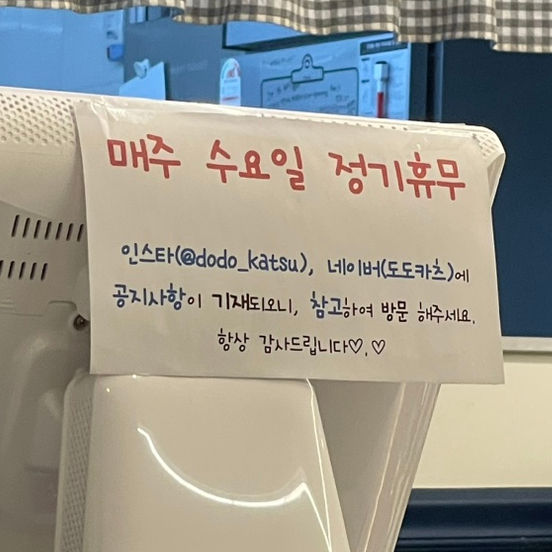 매주 수요일 정기휴무
인스타(@dodo_katsu), 네이버(도도카츠)에
공지사항이 기재되오니, 참고하여 방문 해주세요.
항상 감사드립니다♡.♡